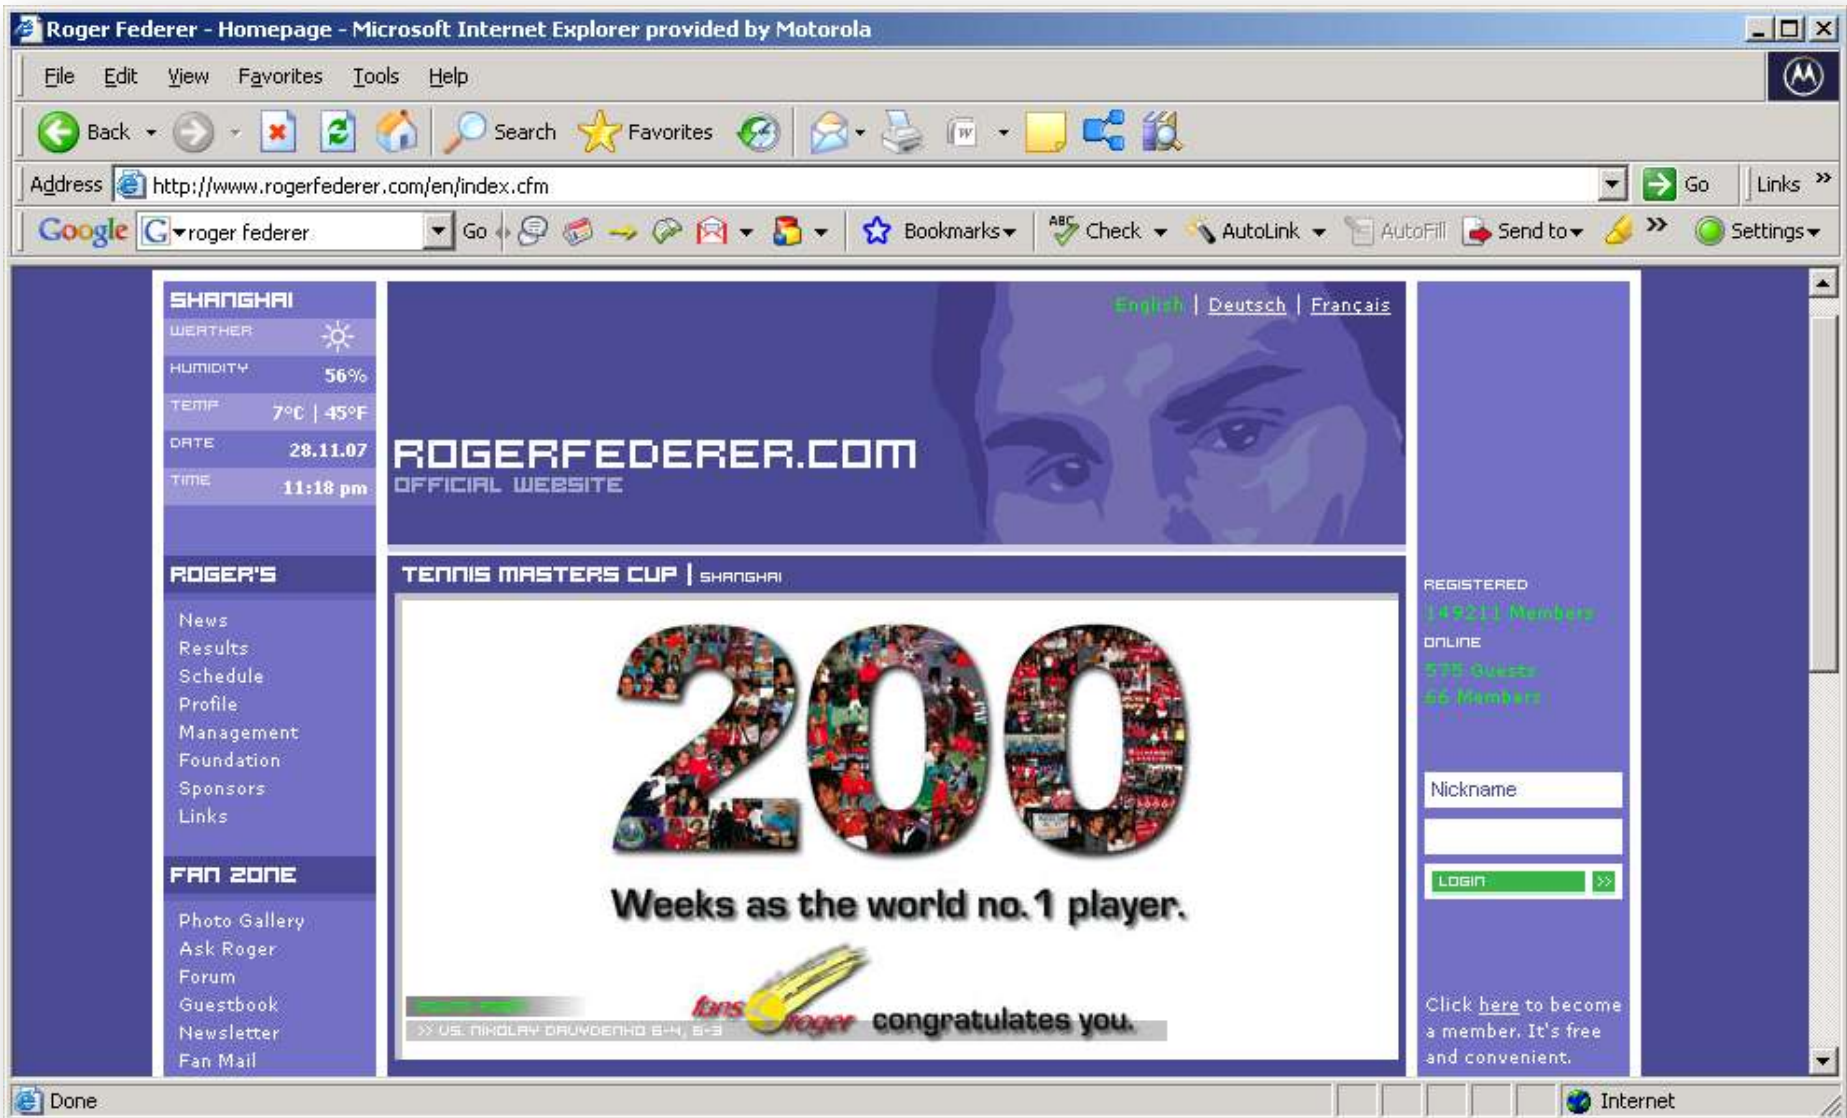 Roger Federer - Homepage - Microsoft Internet Explorer provided by Motorola
File Edit View Favorites Tools Help
Back Search Favorites
Address http://www.rogerfederer.com/en/index.cfm Go Links »
Google roger federer Go Bookmarks ABC Check AutoLink AutoFill Send to » Settings
SHANGHAI
WEATHER
HUMIDITY 56%
TEMP 7°C | 45°F
DATE 28.11.07
TIME 11:18 pm
English | Deutsch | Français
ROGERFEDERER.COM
OFFICIAL WEBSITE
ROGER'S
News
Results
Schedule
Profile
Management
Foundation
Sponsors
Links
FAN ZONE
Photo Gallery
Ask Roger
Forum
Guestbook
Newsletter
Fan Mail
TENNIS MASTERS CUP | SHANGHAI
200
Weeks as the world no.1 player.
fans roger congratulates you.
>> VS. NIKOLAY DAVYDENKO 6-4, 6-3
REGISTERED
149211 Members
ONLINE
575 Guests
66 Members
Nickname
LOGIN >>
Click here to become
a member. It's free
and convenient.
Done Internet